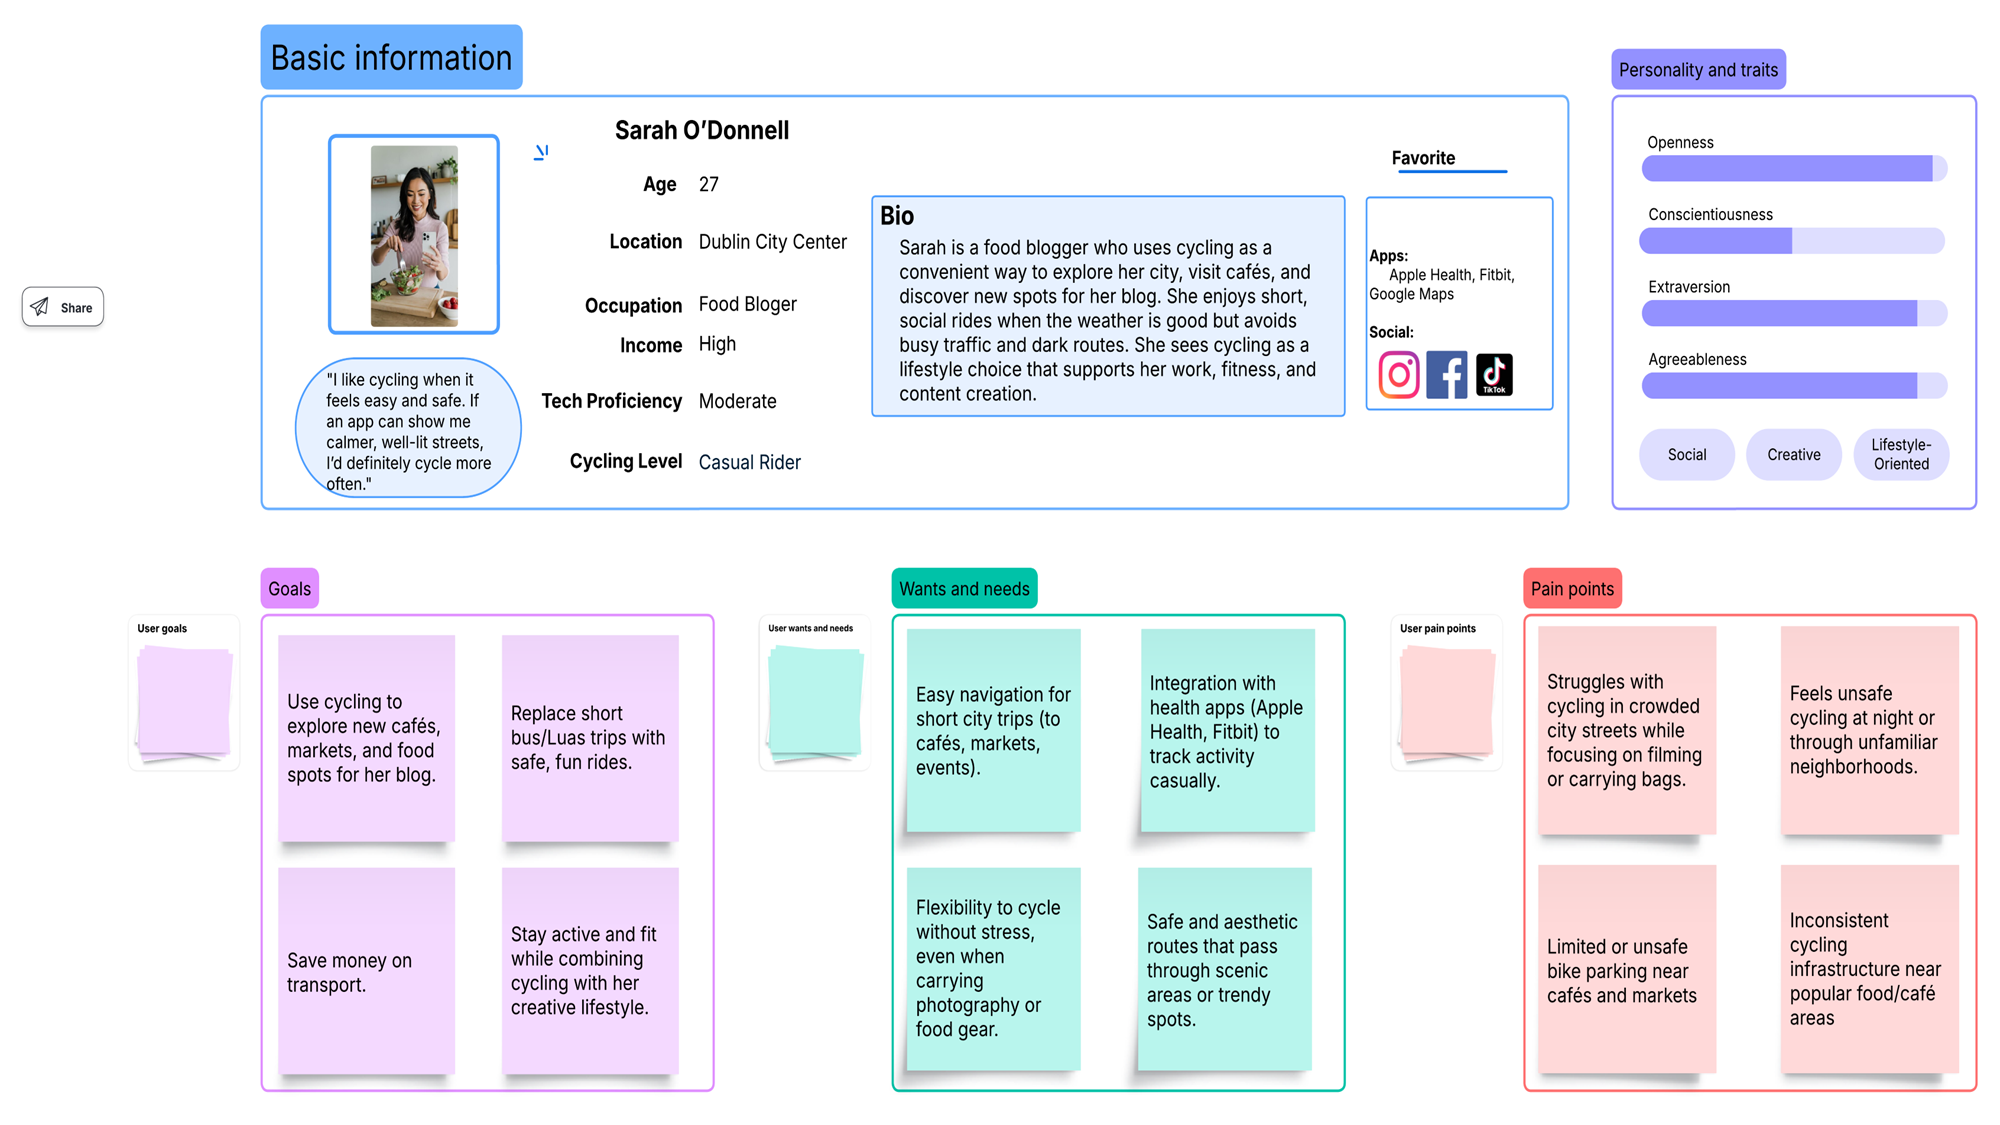 Basic information
Personality and traits
Share
"I like cycling when it
feels easy and safe. If
an app can show me
calmer, well-lit streets,
I'd definitely cycle more
often."
Sarah O'Donnell
Age 27
Location Dublin City Center
Occupation Food Bloger
Income High
Tech Proficiency Moderate
Cycling Level Casual Rider
Bio
Sarah is a food blogger who uses cycling as a
convenient way to explore her city, visit cafés, and
discover new spots for her blog. She enjoys short,
social rides when the weather is good but avoids
busy traffic and dark routes. She sees cycling as a
lifestyle choice that supports her work, fitness, and
content creation.
Favorite
Apps:
Apple Health, Fitbit,
Google Maps
Social:
TikTok
Openness
Conscientiousness
Extraversion
Agreeableness
Social
Creative
Lifestyle-
Oriented
Goals
User goals
Use cycling to
explore new cafés,
markets, and food
spots for her blog.
Replace short
bus/Luas trips with
safe, fun rides.
Save money on
transport.
Stay active and fit
while combining
cycling with her
creative lifestyle.
Wants and needs
User wants and needs
Easy navigation for
short city trips (to
cafés, markets,
events).
Integration with
health apps (Apple
Health, Fitbit) to
track activity
casually.
Flexibility to cycle
without stress,
even when
carrying
photography or
food gear.
Safe and aesthetic
routes that pass
through scenic
areas or trendy
spots.
Pain points
User pain points
Struggles with
cycling in crowded
city streets while
focusing on filming
or carrying bags.
Feels unsafe
cycling at night or
through unfamiliar
neighborhoods.
Limited or unsafe
bike parking near
cafés and markets
Inconsistent
cycling
infrastructure near
popular food/café
areas